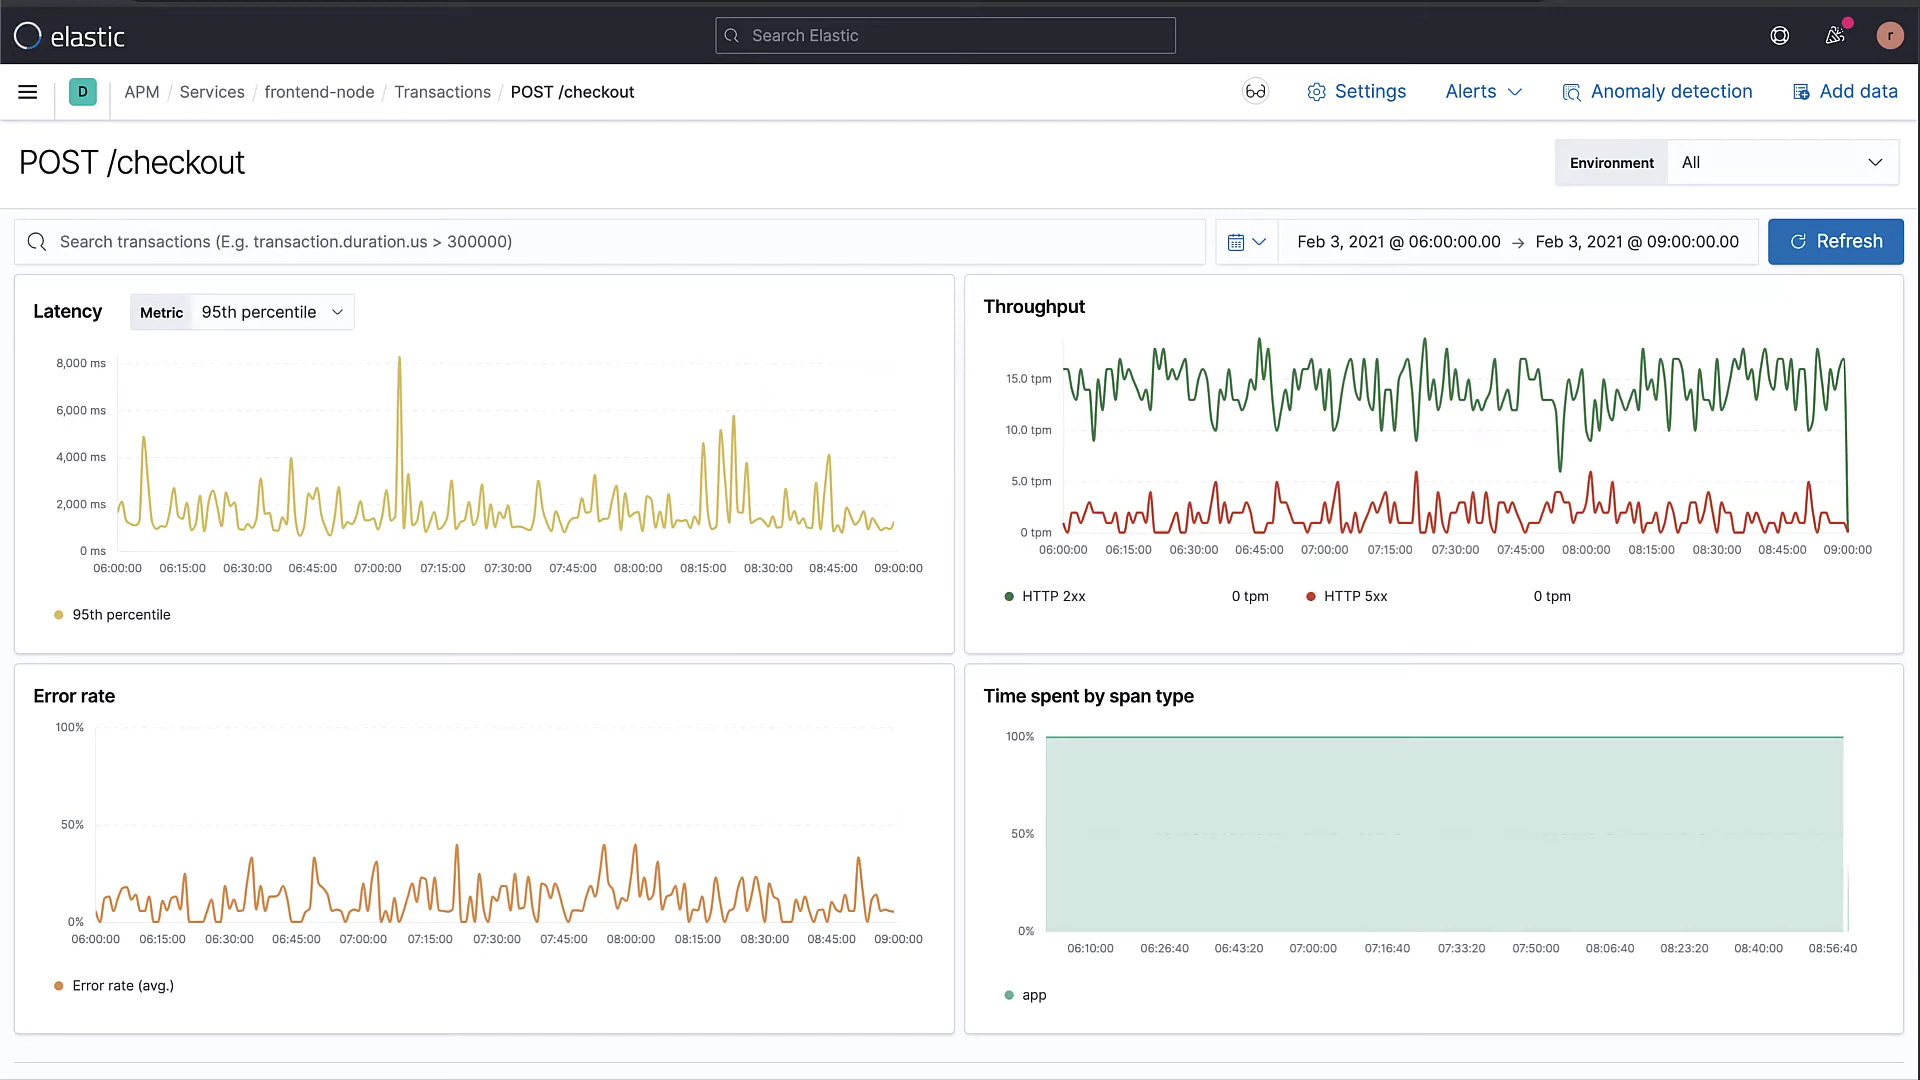 elastic
Search Elastic
r
D
APM / Services / frontend-node / Transactions / POST /checkout
Settings
Alerts
Anomaly detection
Add data
POST /checkout
Environment
All
Search transactions (E.g. transaction.duration.us > 300000)
Feb 3, 2021 @ 06:00:00.00 → Feb 3, 2021 @ 09:00:00.00
Refresh
Latency
Metric
95th percentile
8,000 ms
6,000 ms
4,000 ms
2,000 ms
0 ms
06:00:00 06:15:00 06:30:00 06:45:00 07:00:00 07:15:00 07:30:00 07:45:00 08:00:00 08:15:00 08:30:00 08:45:00 09:00:00
95th percentile
Throughput
15.0 tpm
10.0 tpm
5.0 tpm
0 tpm
06:00:00 06:15:00 06:30:00 06:45:00 07:00:00 07:15:00 07:30:00 07:45:00 08:00:00 08:15:00 08:30:00 08:45:00 09:00:00
HTTP 2xx 0 tpm HTTP 5xx 0 tpm
Error rate
100%
50%
0%
06:00:00 06:15:00 06:30:00 06:45:00 07:00:00 07:15:00 07:30:00 07:45:00 08:00:00 08:15:00 08:30:00 08:45:00 09:00:00
Error rate (avg.)
Time spent by span type
100%
50%
0%
06:10:00 06:26:40 06:43:20 07:00:00 07:16:40 07:33:20 07:50:00 08:06:40 08:23:20 08:40:00 08:56:40
app